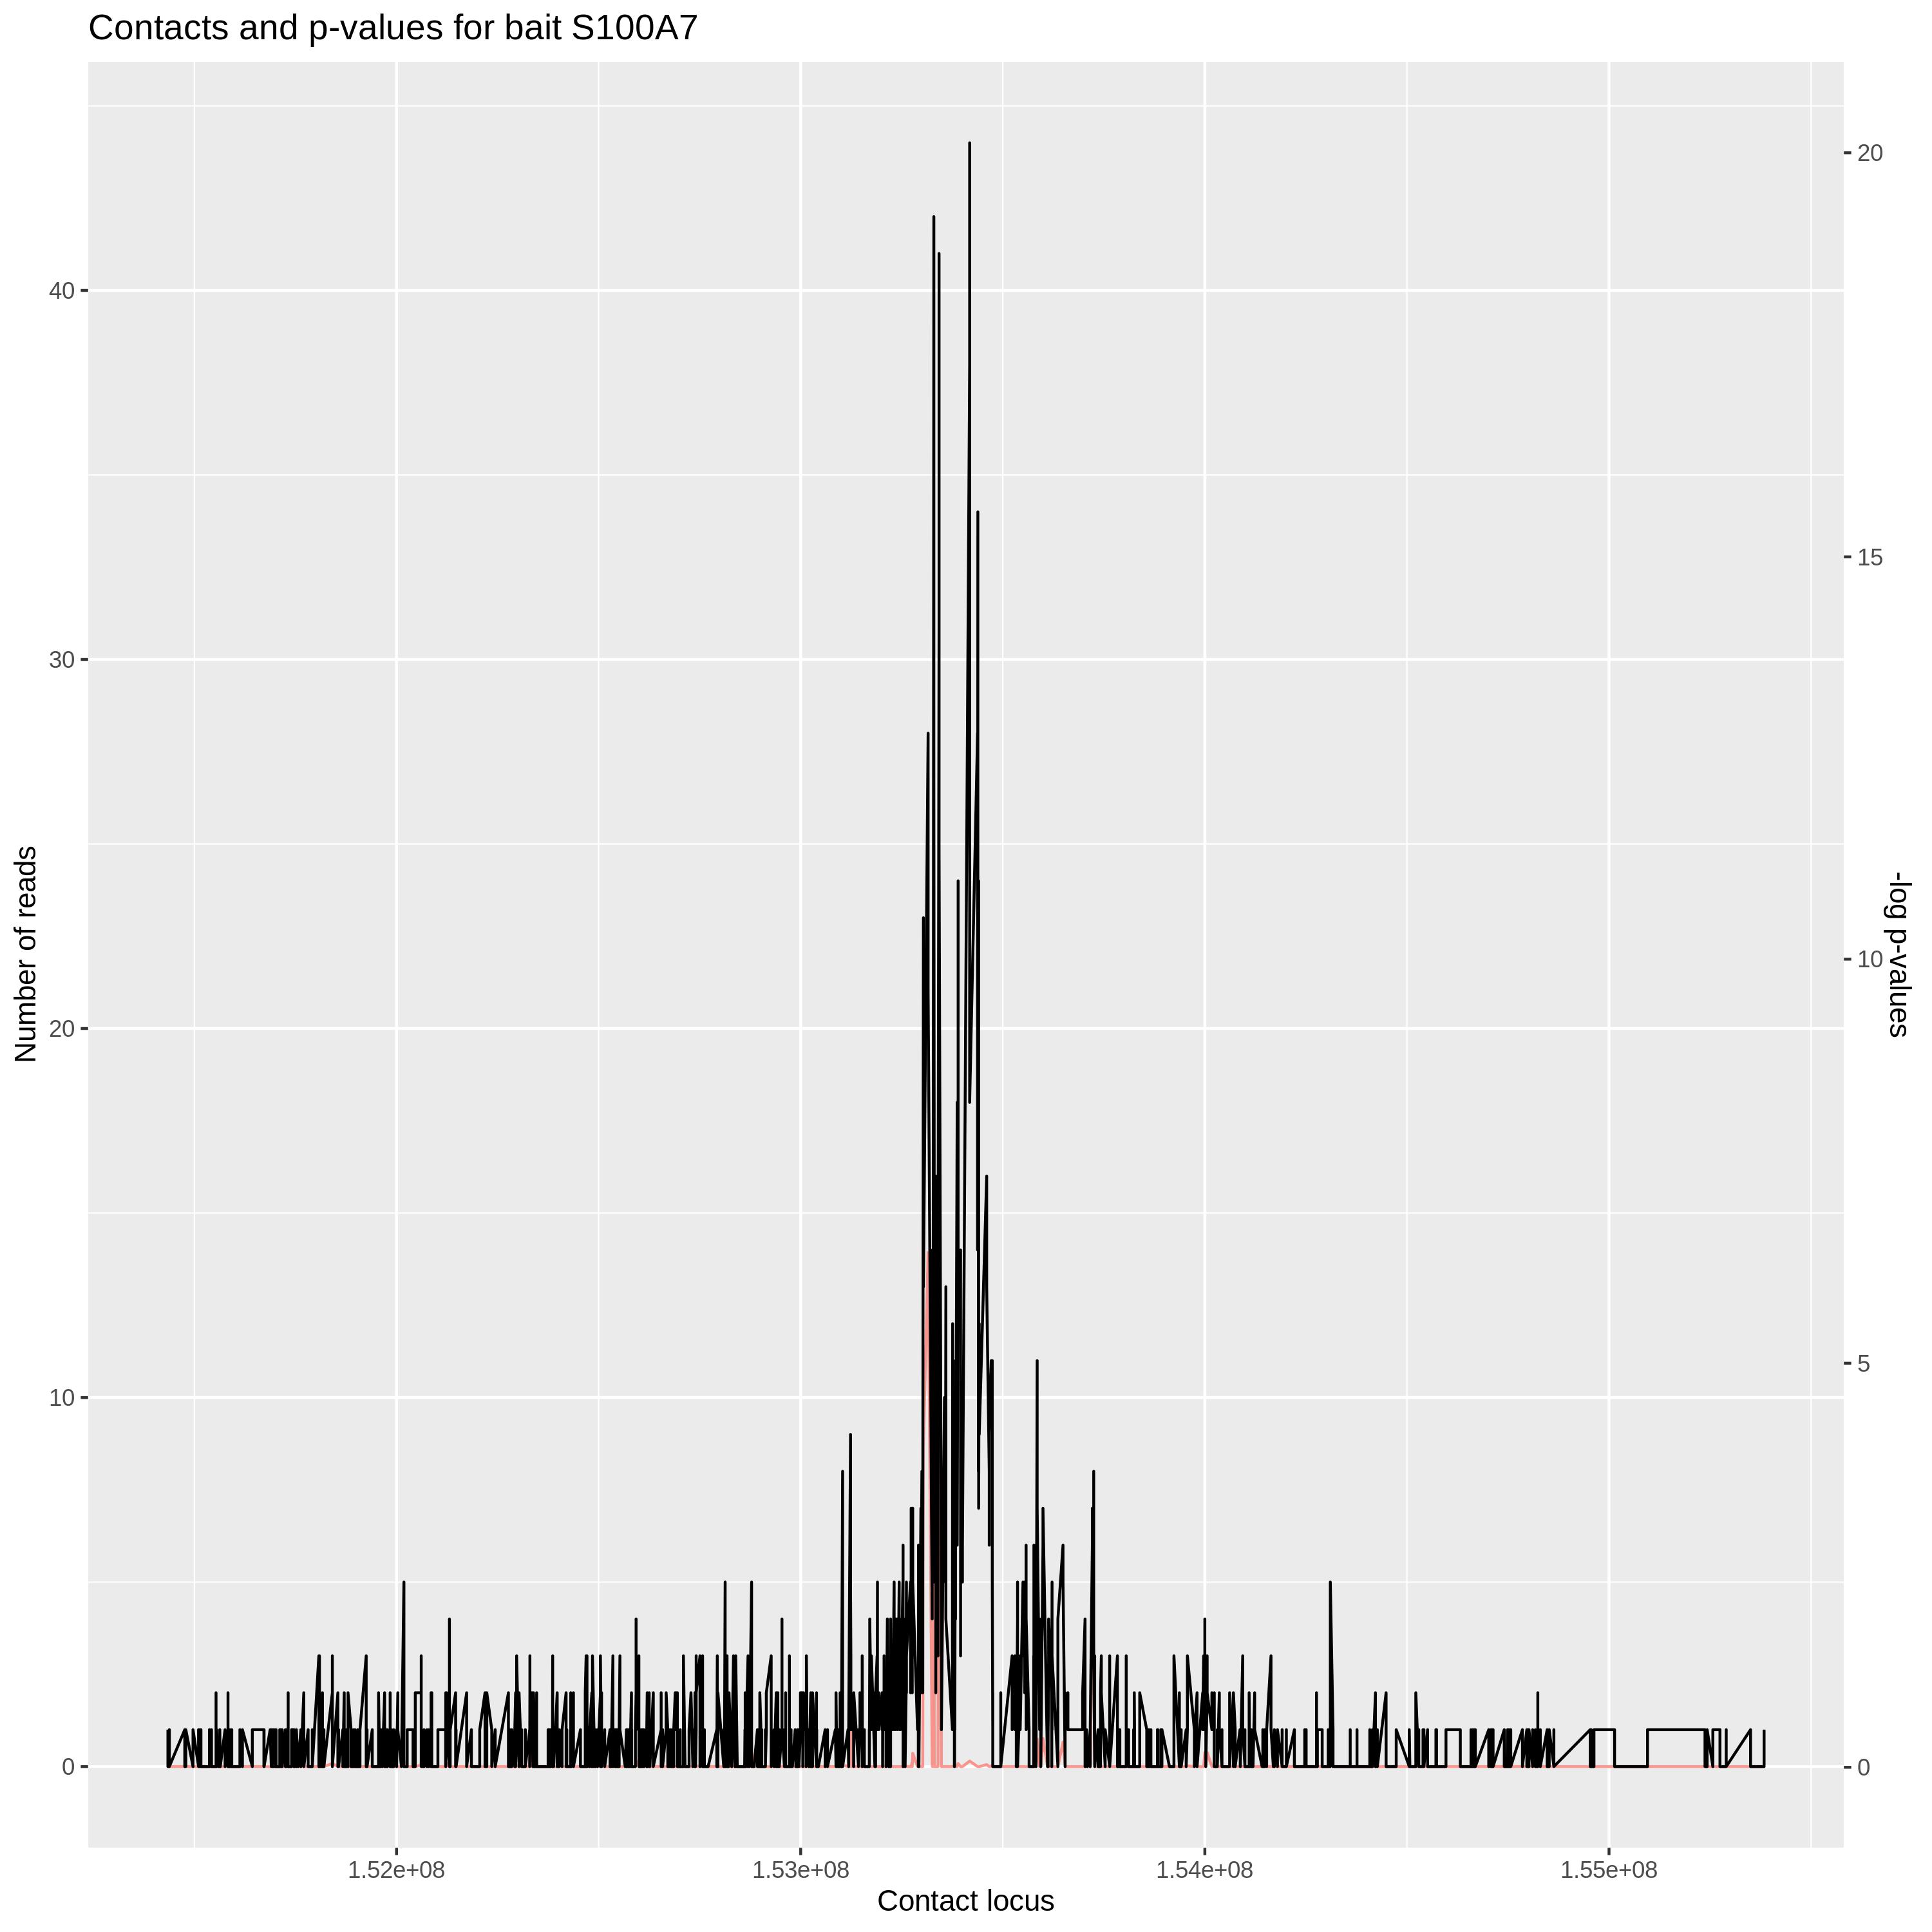 Contacts and p-values for bait S100A7
Number of reads
40
30
20
10
0
20
15
10
5
0
-log p-values
1.52e+08
1.53e+08
1.54e+08
1.55e+08
Contact locus